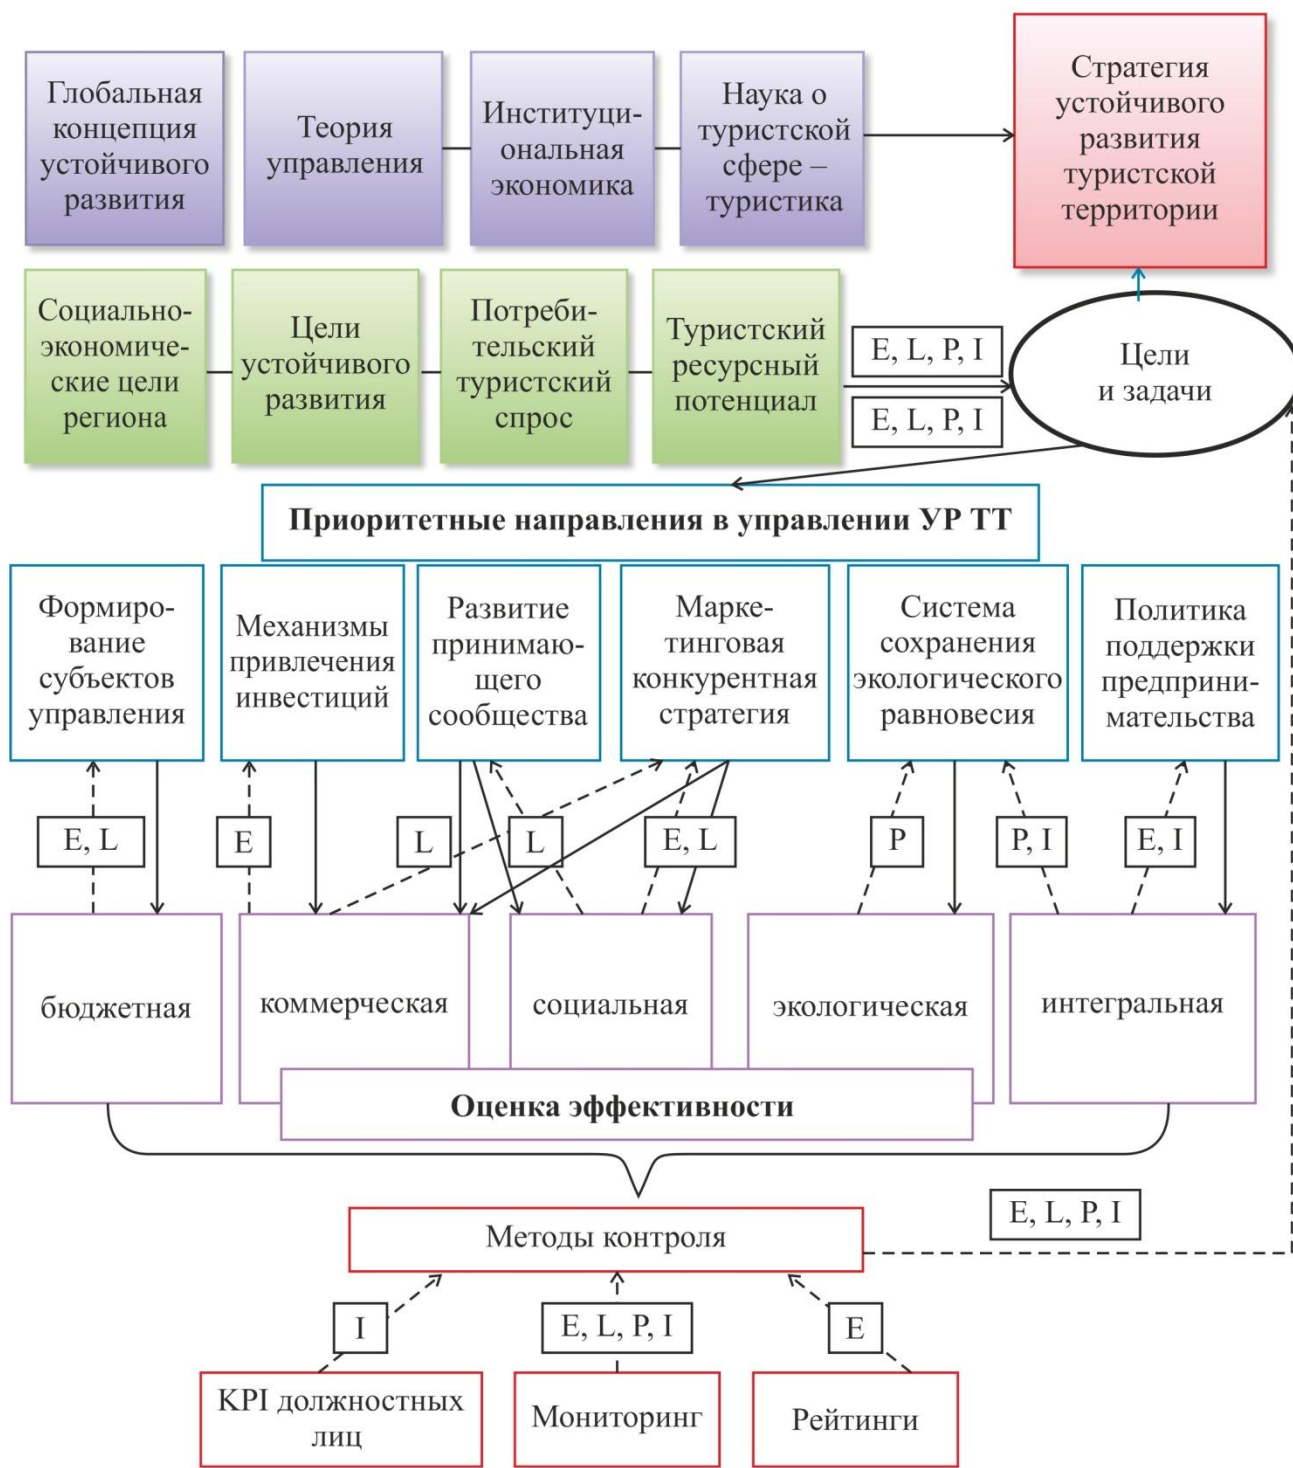 Глобальная
концепция
устойчивого
развития
Теория
управления
Институци-
ональная
экономика
Наука о
туристской
сфере –
туристика
Стратегия
устойчивого
развития
туристской
территории
Социально-
экономиче-
ские цели
региона
Цели
устойчивого
развития
Потреби-
тельский
туристский
спрос
Туристский
ресурсный
потенциал
E, L, P, I
E, L, P, I
Цели
и задачи
Приоритетные направления в управлении УР ТТ
Формиро-
вание
субъектов
управления
Механизмы
привлечения
инвестиций
Развитие
принимаю-
щего
сообщества
Марке-
тинговая
конкурентная
стратегия
Система
сохранения
экологического
равновесия
Политика
поддержки
предприни-
мательства
E, L
E
L
L
E, L
P
P, I
E, I
бюджетная
коммерческая
социальная
экологическая
интегральная
Оценка эффективности
E, L, P, I
Методы контроля
I
E, L, P, I
E
KPI должностных
лиц
Мониторинг
Рейтинги